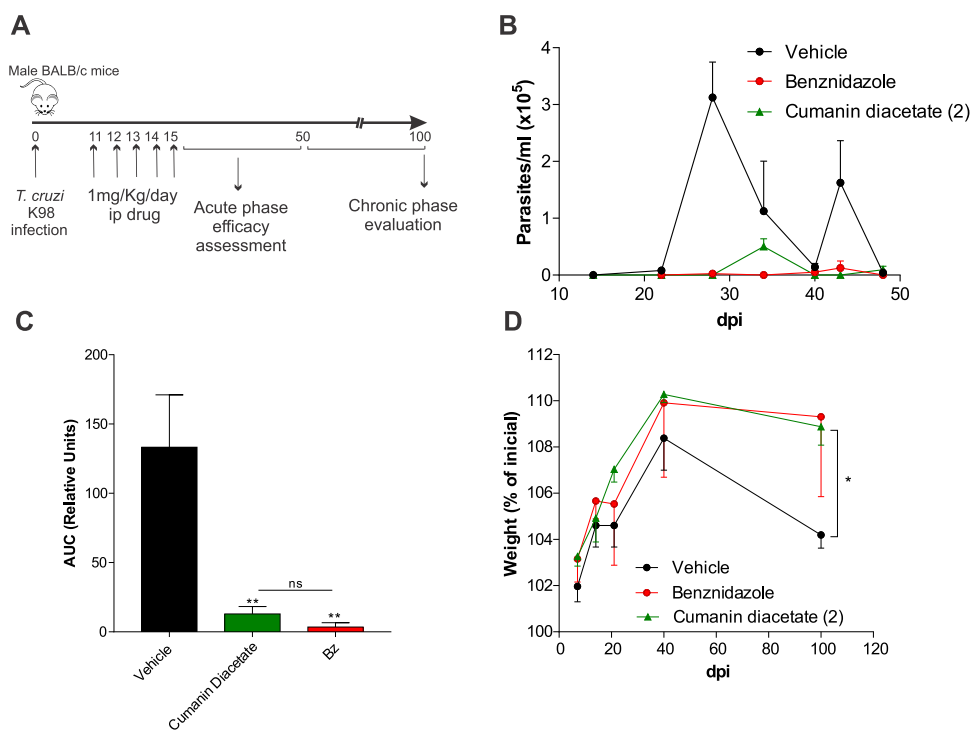 A
Male BALB/c mice
0
11
12
13
14
15
50
100
T. cruzi
K98
infection
1mg/Kg/day
ip drug
Acute phase
efficacy
assessment
Chronic phase
evaluation
B
Vehicle
Benznidazole
Cumanin diacetate (2)
Parasites/ml (x10⁵)
4
3
2
1
0
10
20
30
40
50
dpi
C
AUC (Relative Units)
200
150
100
50
0
ns
**
**
Vehicle
Cumanin Diacetate
Bz
D
Weight (% of inicial)
112
110
108
106
104
102
100
*
Vehicle
Benznidazole
Cumanin diacetate (2)
0
20
40
60
80
100
120
dpi